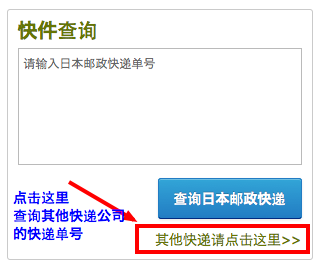 快件查询
请输入日本邮政快递单号
查询日本邮政快递
点击这里
查询其他快递公司
的快递单号
其他快递请点击这里>>